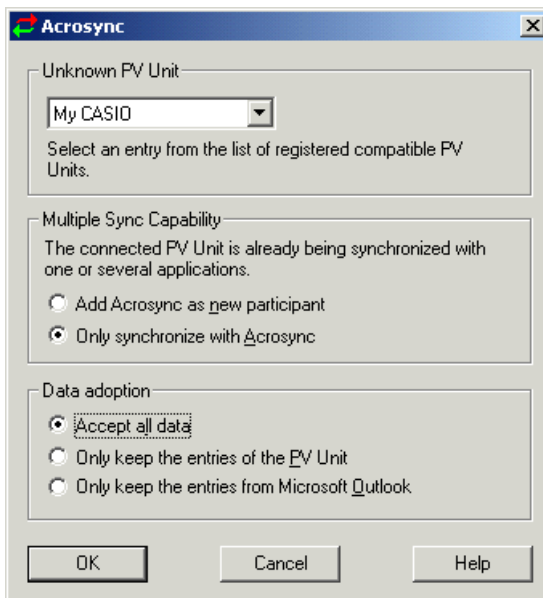 Acrosync
Unknown PV Unit
My CASIO
Select an entry from the list of registered compatible PV
Units.
Multiple Sync Capability
The connected PV Unit is already being synchronized with
one or several applications.
Add Acrosync as new participant
Only synchronize with Acrosync
Data adoption
Accept all data
Only keep the entries of the PV Unit
Only keep the entries from Microsoft Outlook
OK Cancel Help